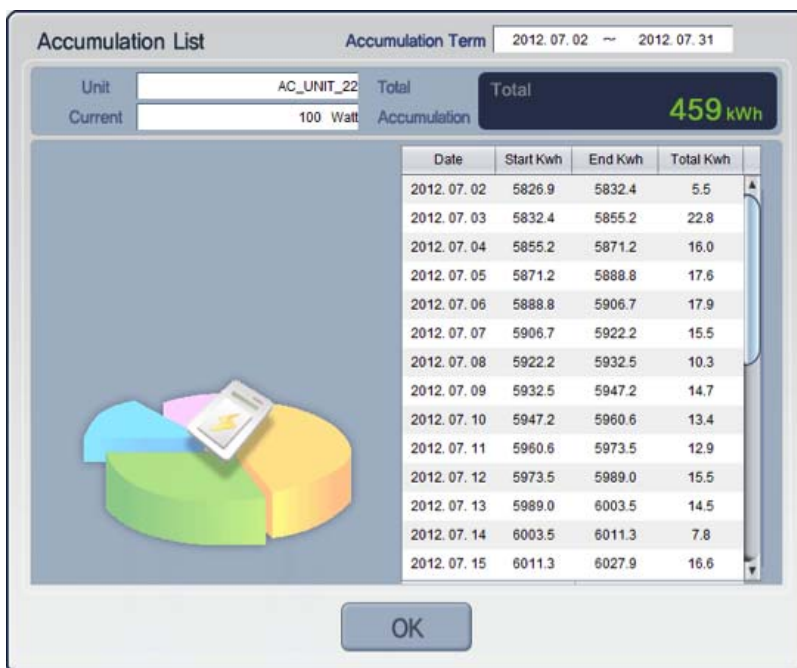 Accumulation List Accumulation Term 2012. 07. 02 ~ 2012. 07. 31
Unit AC_UNIT_22 Total Total
Current 100 Watt Accumulation 459 kWh
Date Start Kwh End Kwh Total Kwh
2012. 07. 02 5826.9 5832.4 5.5
2012. 07. 03 5832.4 5855.2 22.8
2012. 07. 04 5855.2 5871.2 16.0
2012. 07. 05 5871.2 5888.8 17.6
2012. 07. 06 5888.8 5906.7 17.9
2012. 07. 07 5906.7 5922.2 15.5
2012. 07. 08 5922.2 5932.5 10.3
2012. 07. 09 5932.5 5947.2 14.7
2012. 07. 10 5947.2 5960.6 13.4
2012. 07. 11 5960.6 5973.5 12.9
2012. 07. 12 5973.5 5989.0 15.5
2012. 07. 13 5989.0 6003.5 14.5
2012. 07. 14 6003.5 6011.3 7.8
2012. 07. 15 6011.3 6027.9 16.6
OK